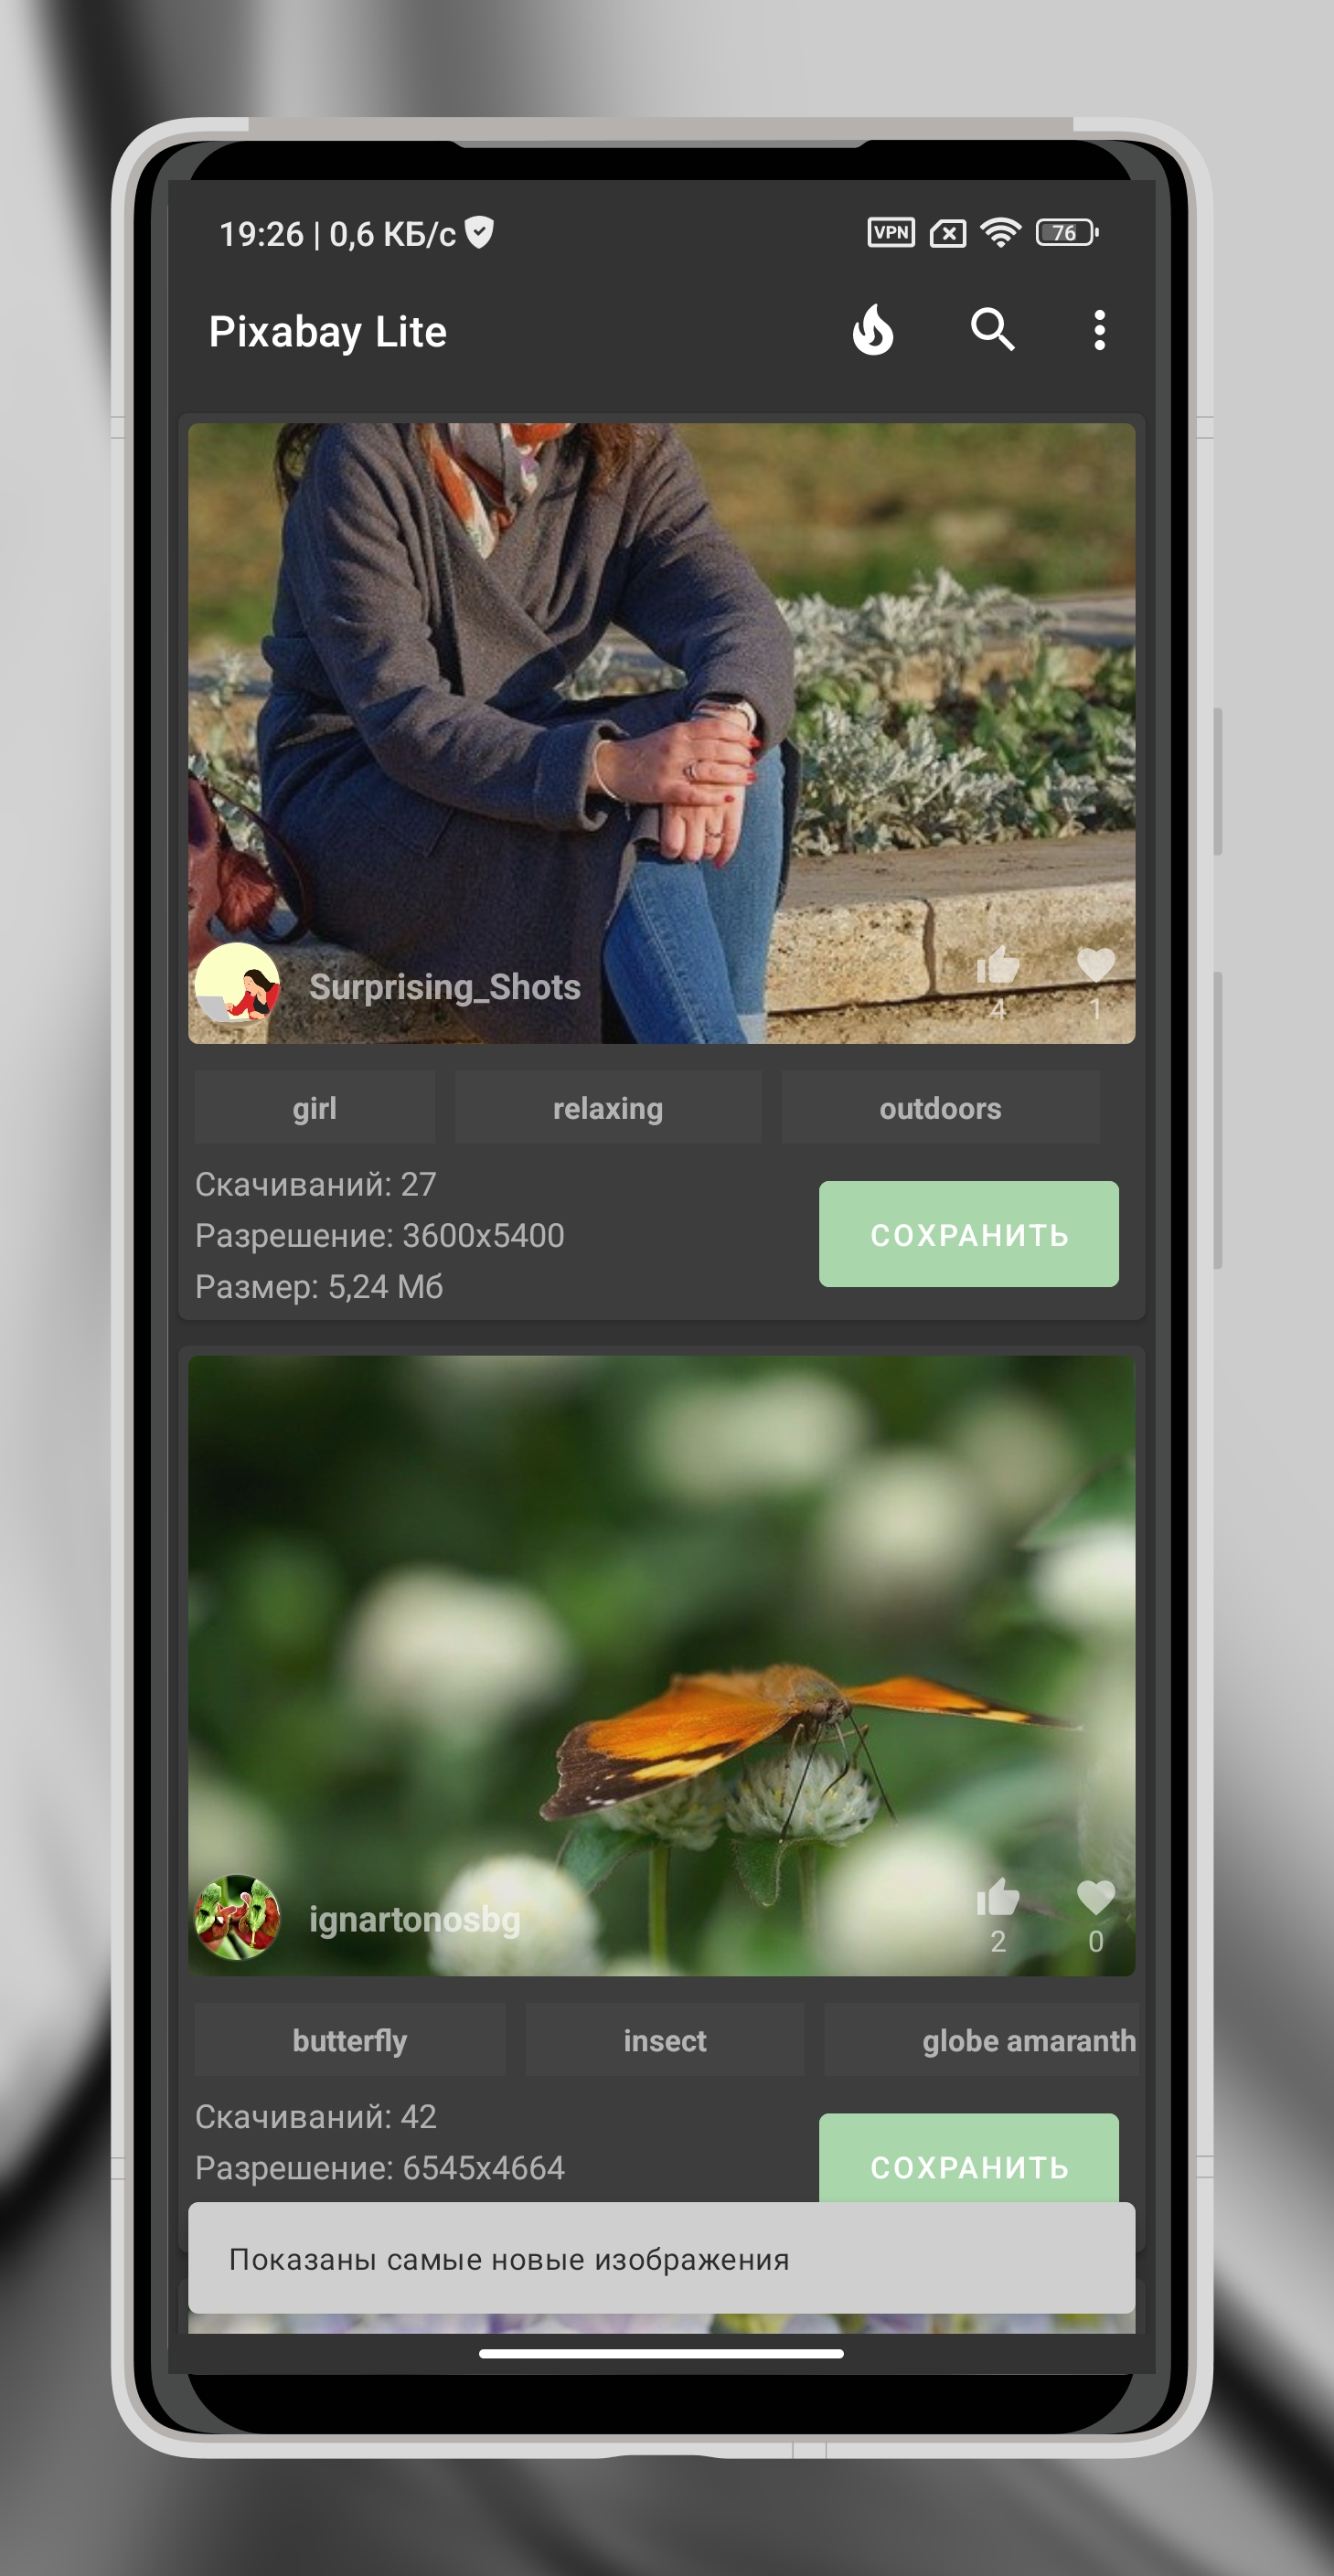 19:26 | 0,6 КБ/с VPN 76
Pixabay Lite
Surprising_Shots
4 1
girl relaxing outdoors
Скачиваний: 27
Разрешение: 3600x5400
СОХРАНИТЬ
Размер: 5,24 Мб
ignartonosbg
2 0
butterfly insect globe amaranth
Скачиваний: 42
Разрешение: 6545x4664
СОХРАНИТЬ
Показаны самые новые изображения